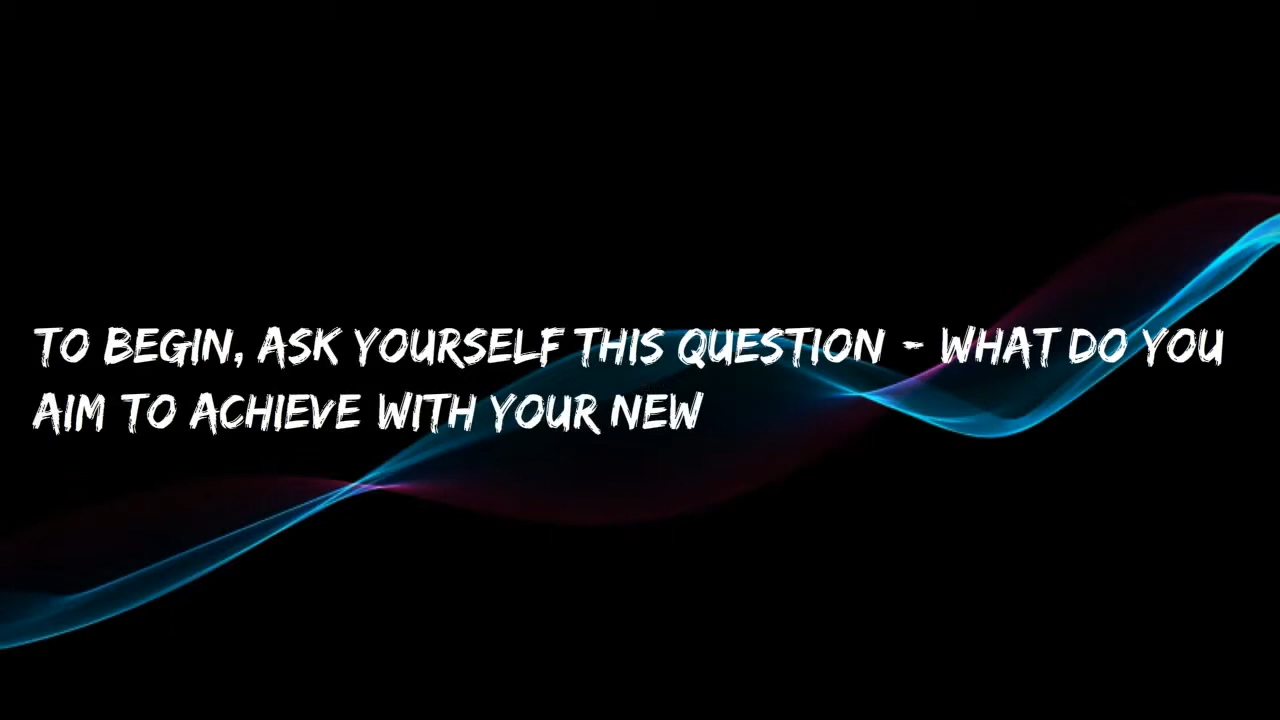 TO BEGIN, ASK YOURSELF THIS QUESTION - WHAT DO YOU
AIM TO ACHIEVE WITH YOUR NEW